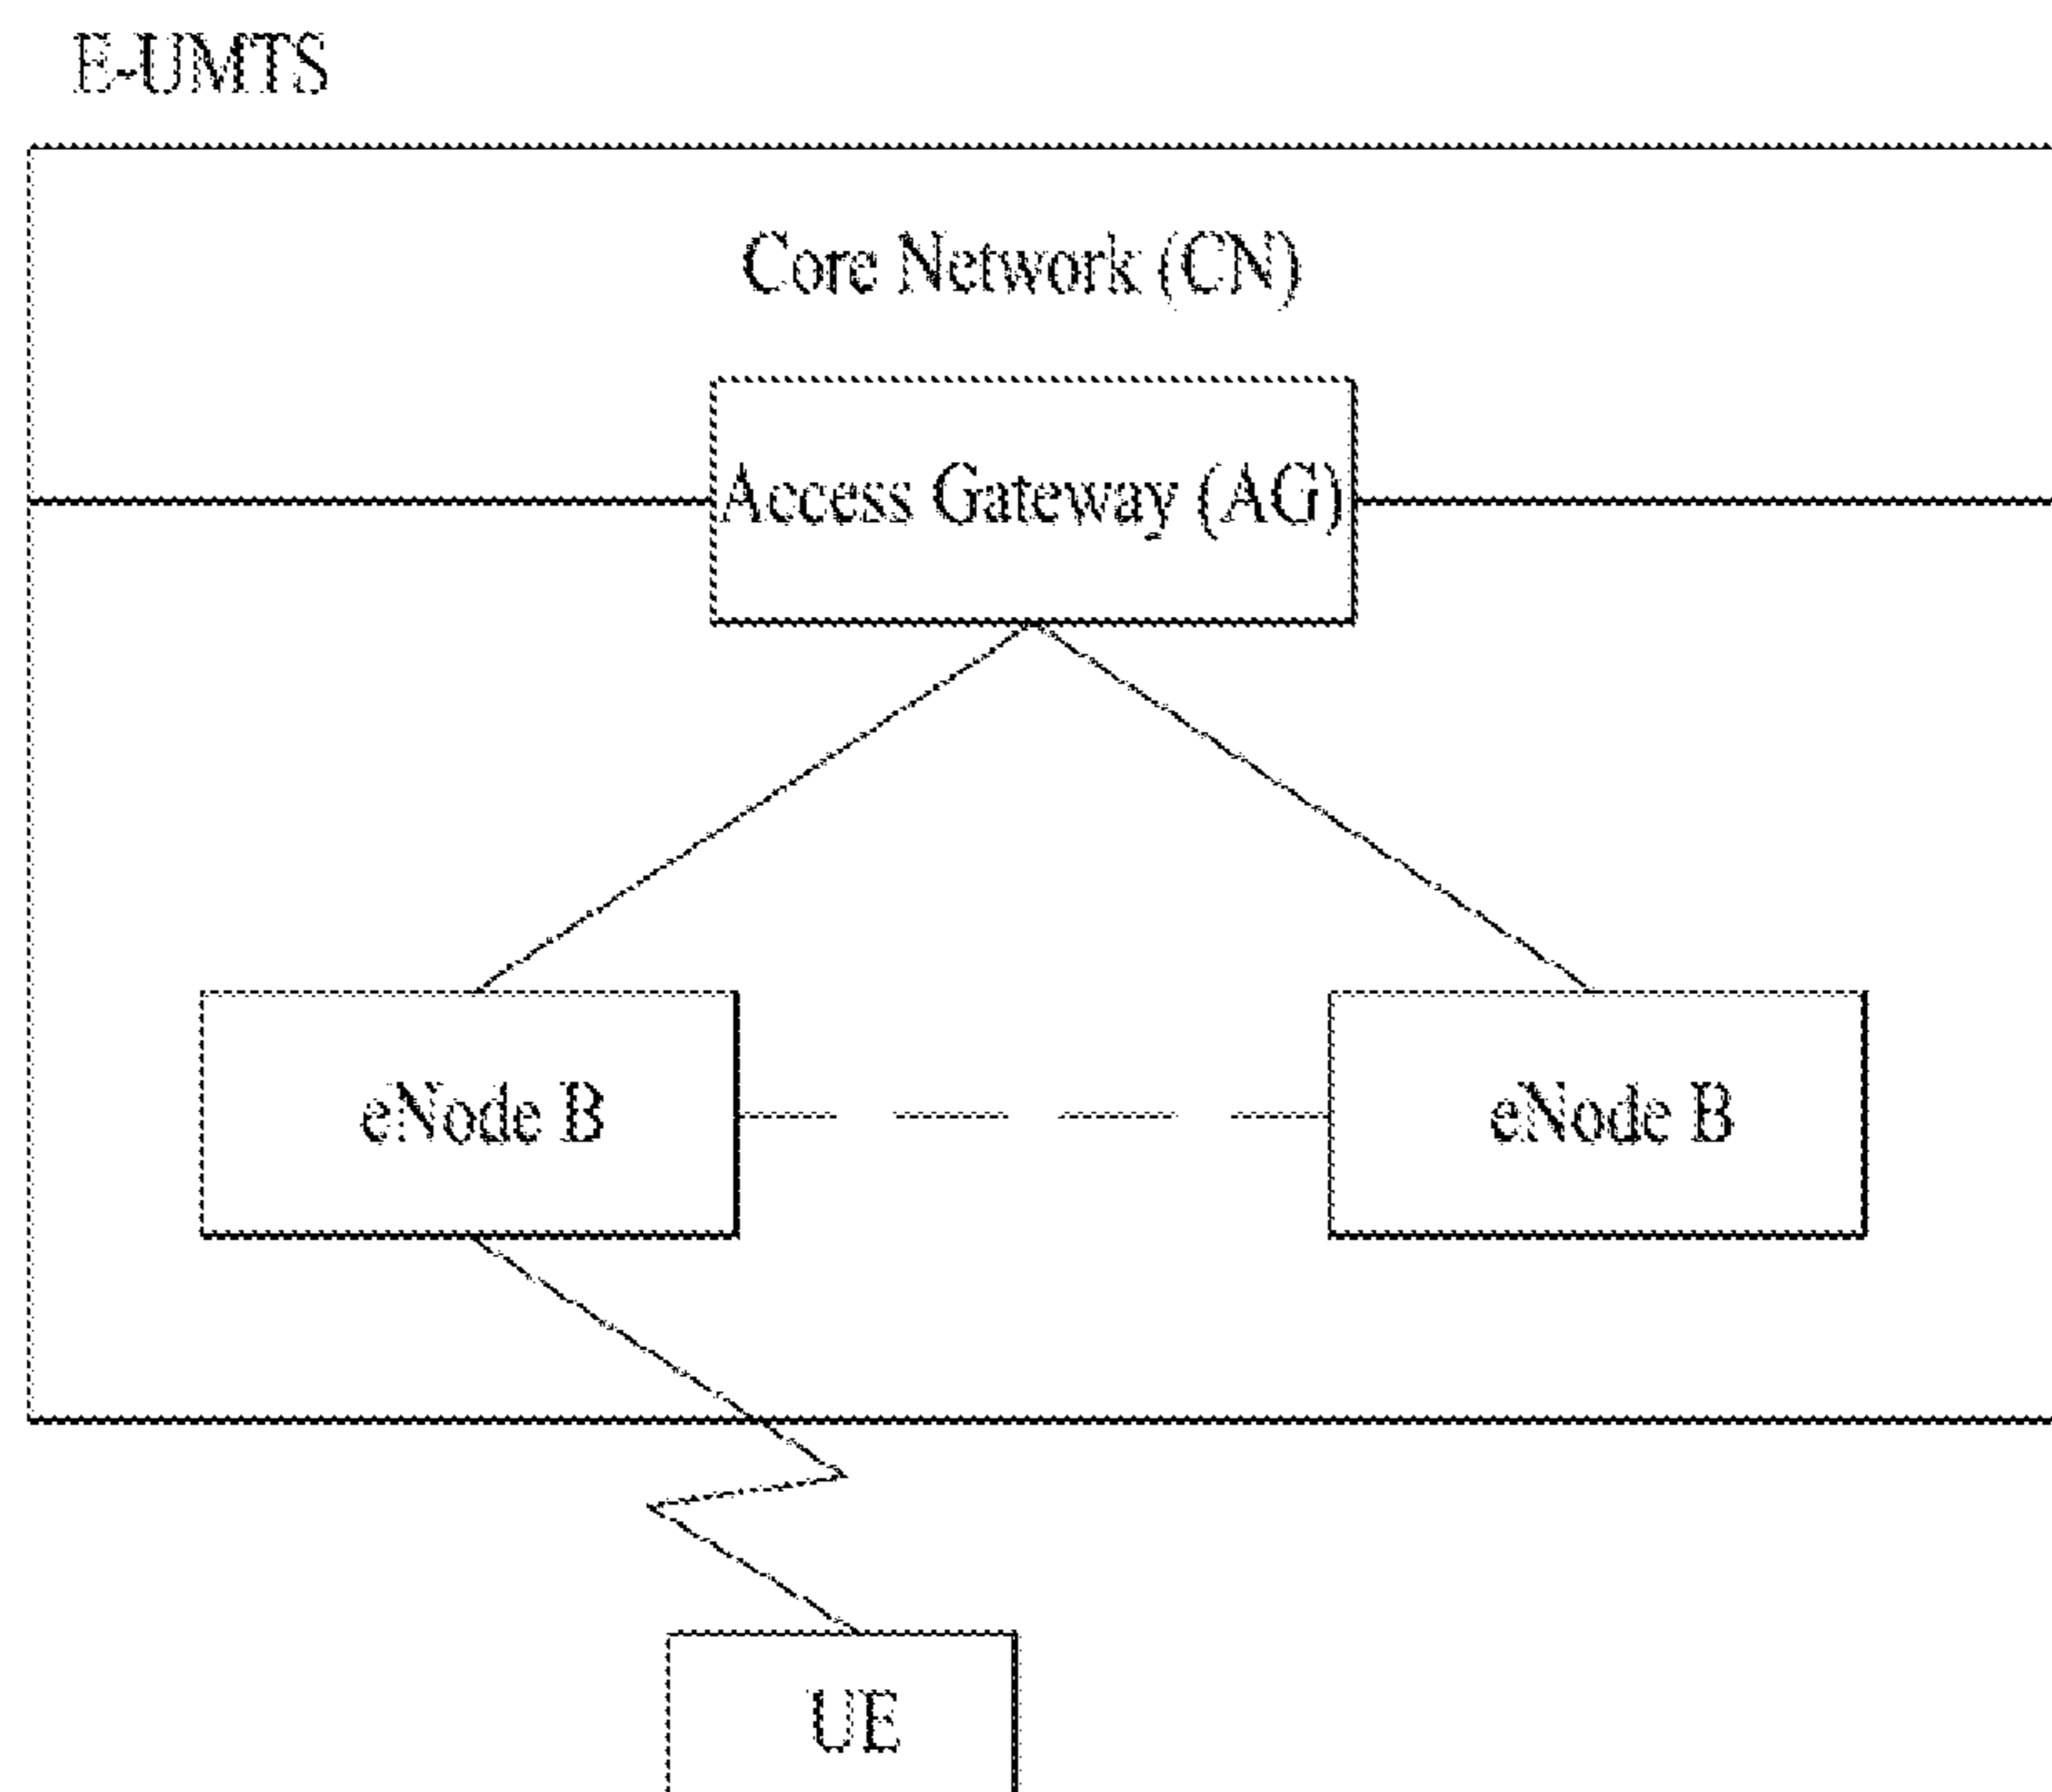 E-UMTS
Core Network (CN)
Access Gateway (AG)
eNode B
eNode B
UE